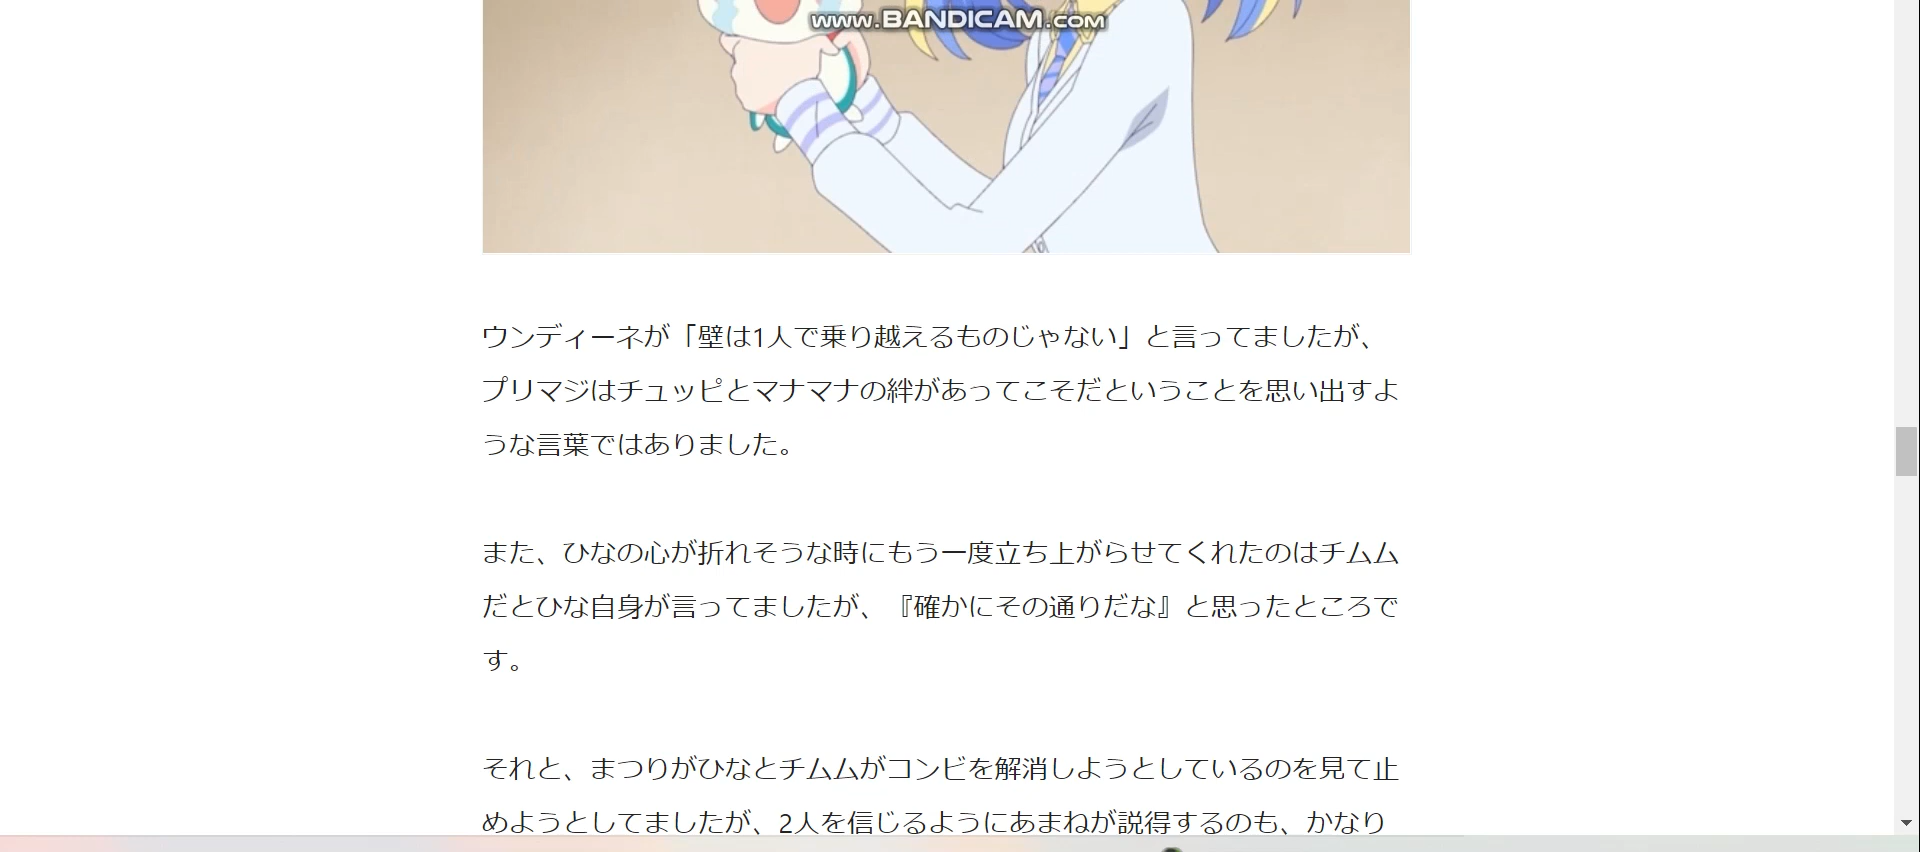 www.BANDICAM.com
ウンディーネが「壁は1人で乗り越えるものじゃない」と言ってましたが、
プリマジはチュッピとマナマナの絆があってこそだということを思い出すよ
うな言葉ではありました。
また、ひなの心が折れそうな時にもう一度立ち上がらせてくれたのはチムム
だとひな自身が言ってましたが、『確かにその通りだな』と思ったところで
す。
それと、まつりがひなとチムムがコンビを解消しようとしているのを見て止
めようとしてましたが、2人を信じるようにあまねが説得するのも、かなり